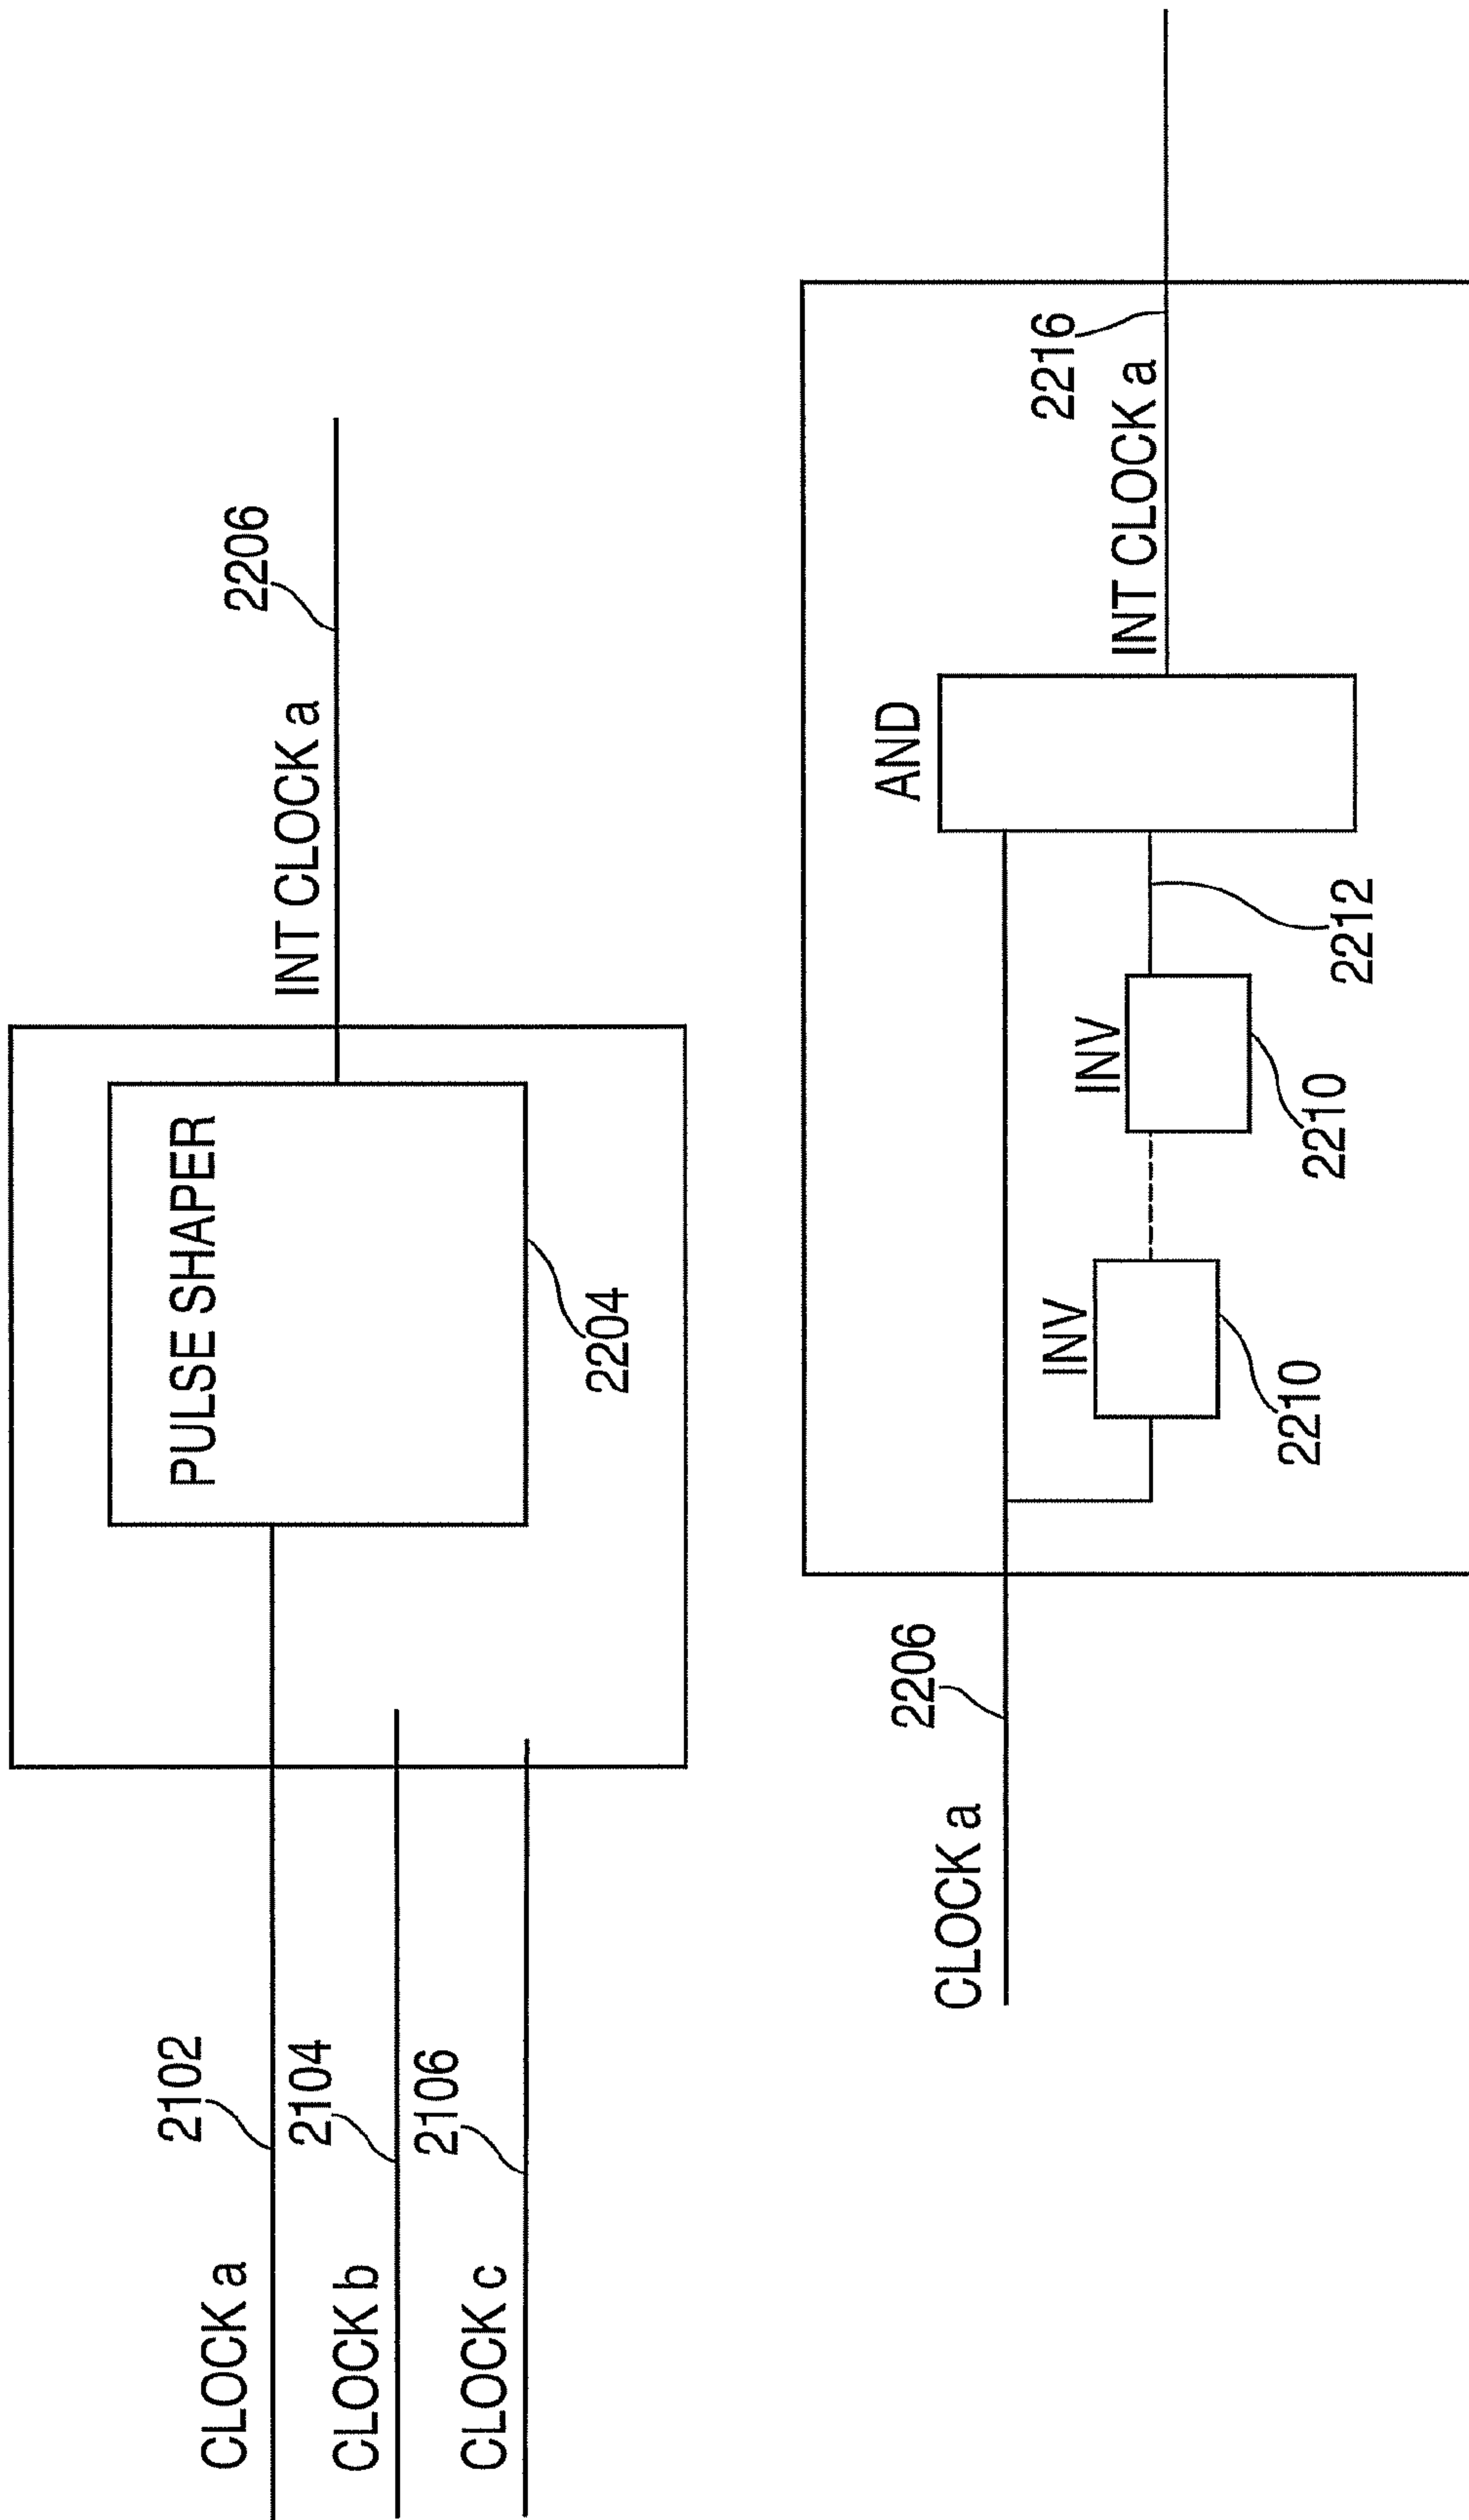 PULSE SHAPER
2204
INT CLOCK a
2206
CLOCK a
2102
CLOCK b
2104
CLOCK c
2106
CLOCK a
2206
INV
2210
INV
2210
2212
AND
INT CLOCK a
2216